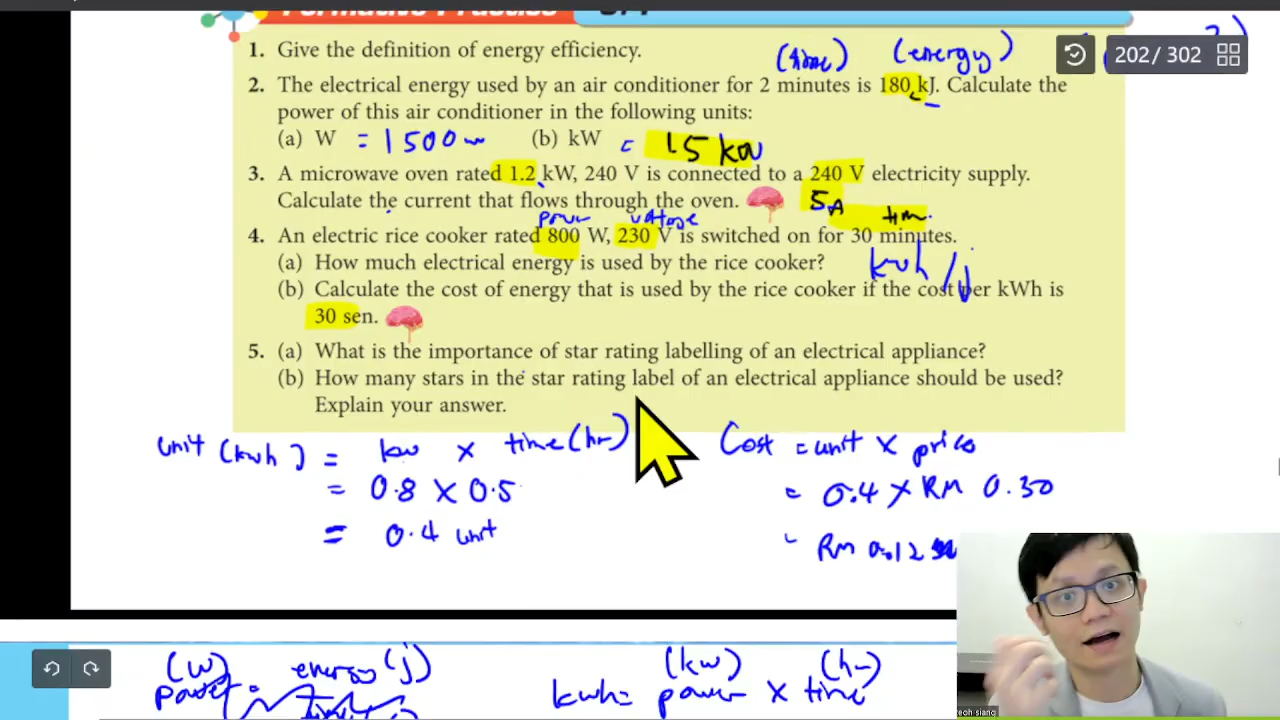 Formative Practice
1. Give the definition of energy efficiency.
(time) (energy)
202/ 302
2. The electrical energy used by an air conditioner for 2 minutes is 180 kJ. Calculate the
power of this air conditioner in the following units:
(a) W = 1500 w (b) kW = 1.5 kw
3. A microwave oven rated 1.2 kW, 240 V is connected to a 240 V electricity supply.
Calculate the current that flows through the oven. 5A
power voltage time
4. An electric rice cooker rated 800 W, 230 V is switched on for 30 minutes.
(a) How much electrical energy is used by the rice cooker? kwh / j
(b) Calculate the cost of energy that is used by the rice cooker if the cost per kWh is
30 sen.
5. (a) What is the importance of star rating labelling of an electrical appliance?
(b) How many stars in the star rating label of an electrical appliance should be used?
Explain your answer.
unit (kwh) = kw x time (hr) Cost = unit x price
= 0.8 x 0.5 = 0.4 x RM 0.30
= 0.4 unit = RM 0.12
(w) energy (j) (kw) (hr)
power = kwh = power x time
eoh siang